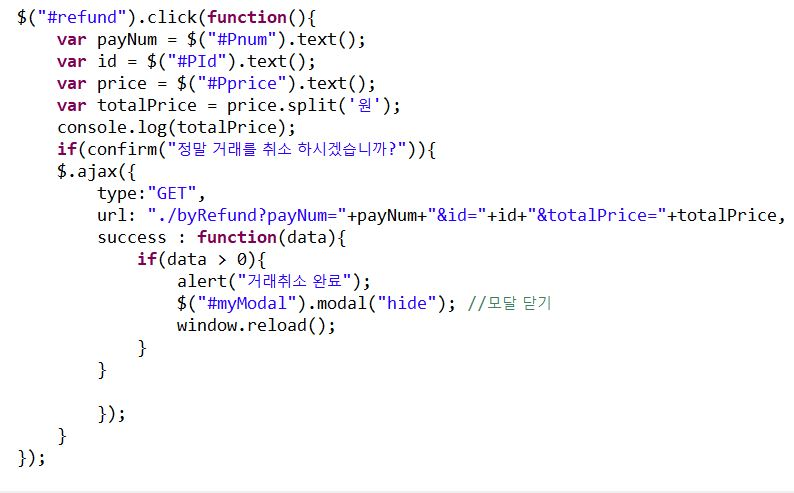 $("#refund").click(function(){
    var payNum = $("#Pnum").text();
    var id = $("#PId").text();
    var price = $("#Pprice").text();
    var totalPrice = price.split('원');
    console.log(totalPrice);
    if(confirm("정말 거래를 취소 하시겠습니까?")){
    $.ajax({
        type:"GET",
        url: "./byRefund?payNum="+payNum+"&id="+id+"&totalPrice="+totalPrice,
        success : function(data){
            if(data > 0){
                alert("거래취소 완료");
                $("#myModal").modal("hide"); //모달 닫기
                window.reload();
            }
        }

        });
    }
});